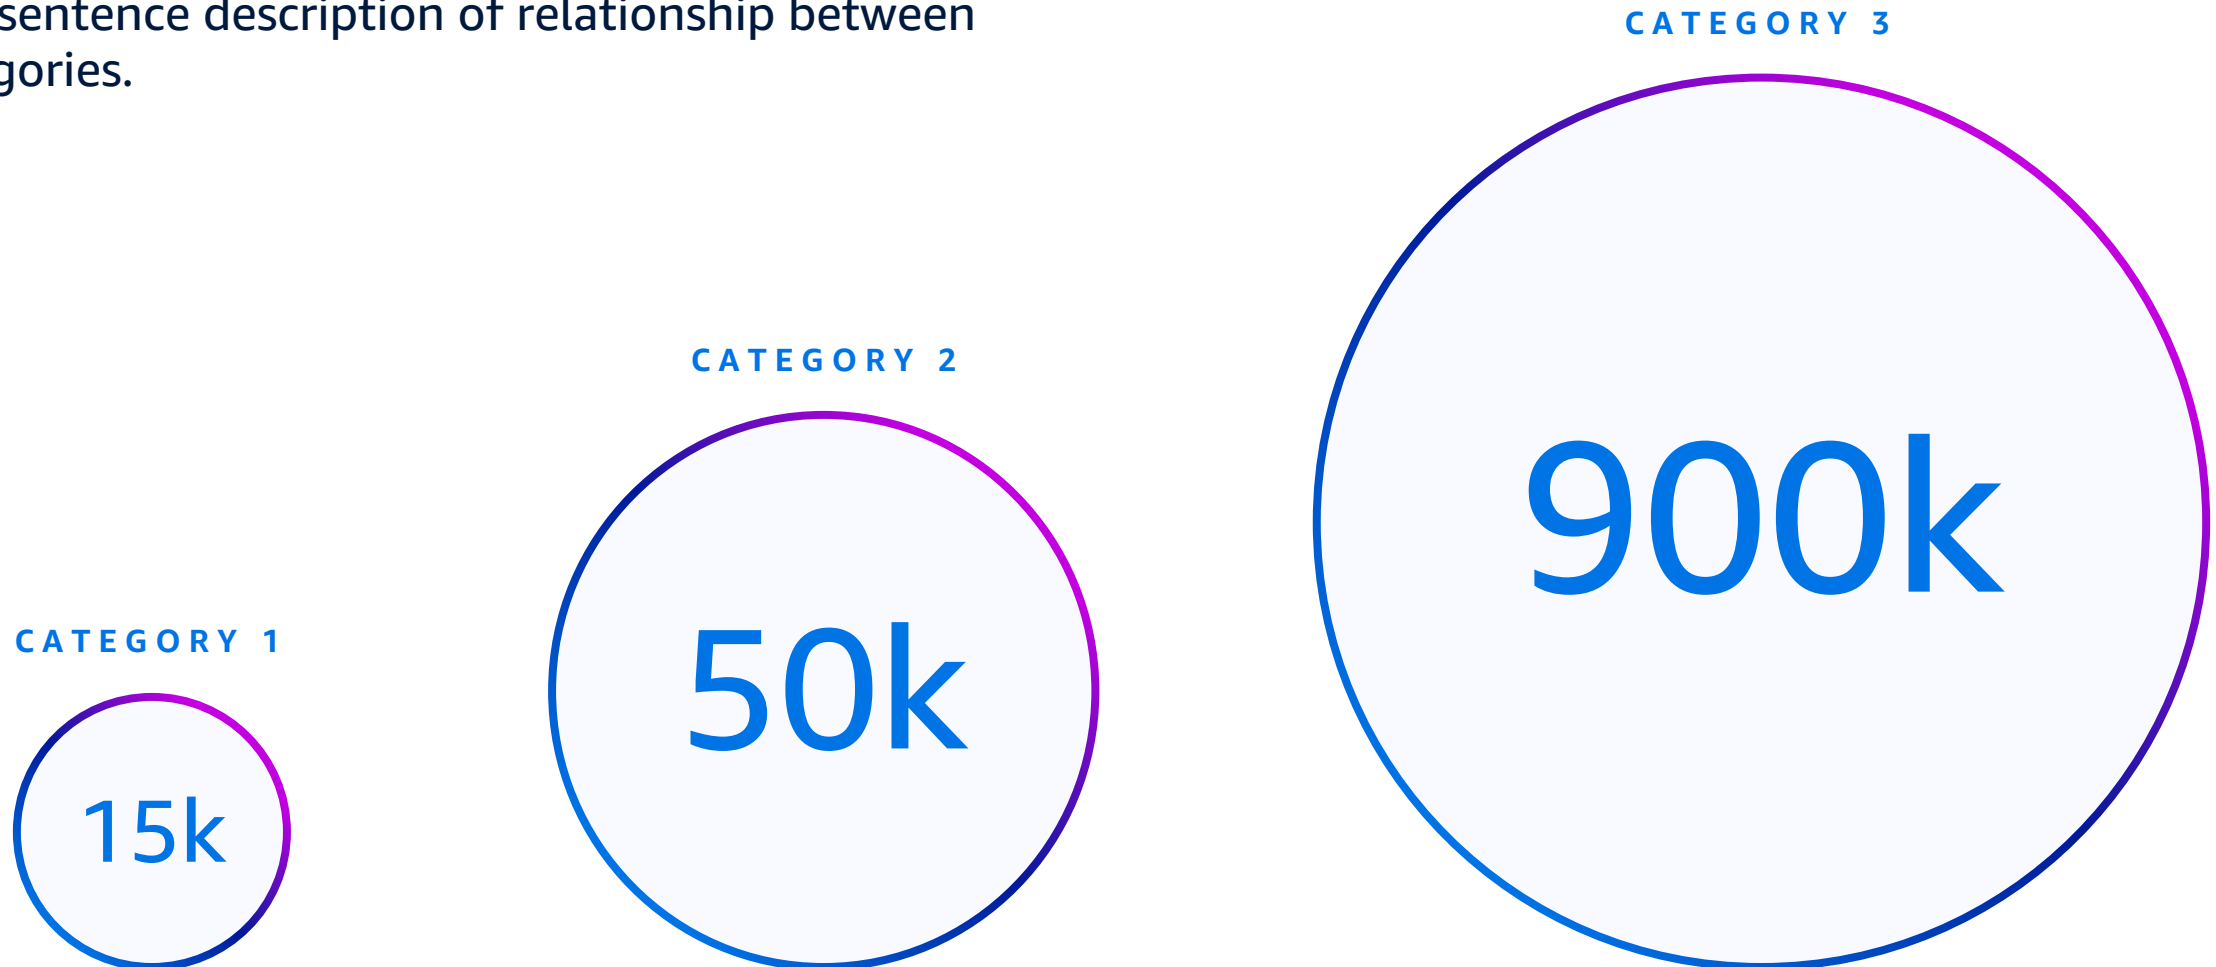 sentence description of relationship between
gories.
CATEGORY 3
CATEGORY 2
900k
CATEGORY 1
50k
15k